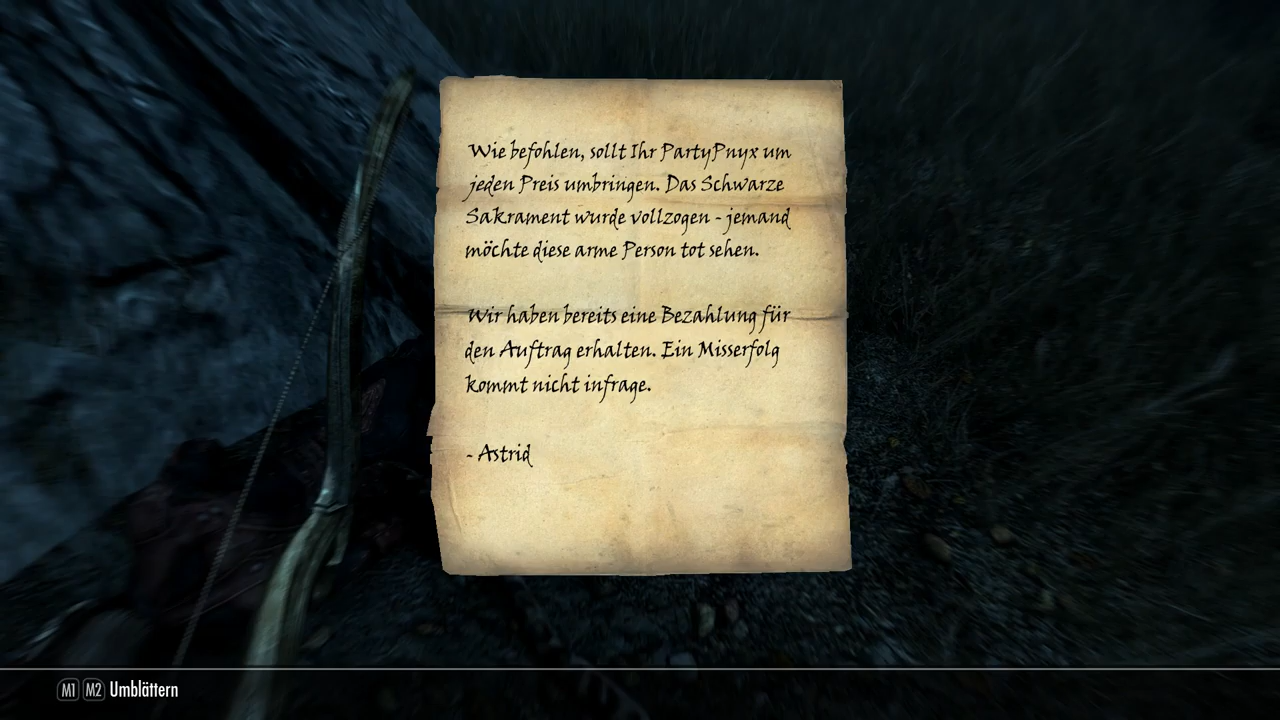 Wie befohlen, sollt Ihr PartyPnyx um
jeden Preis umbringen. Das Schwarze
Sakrament wurde vollzogen - jemand
möchte diese arme Person tot sehen.
Wir haben bereits eine Bezahlung für
den Auftrag erhalten. Ein Misserfolg
kommt nicht infrage.
- Astrid
M1 M2 Umblättern